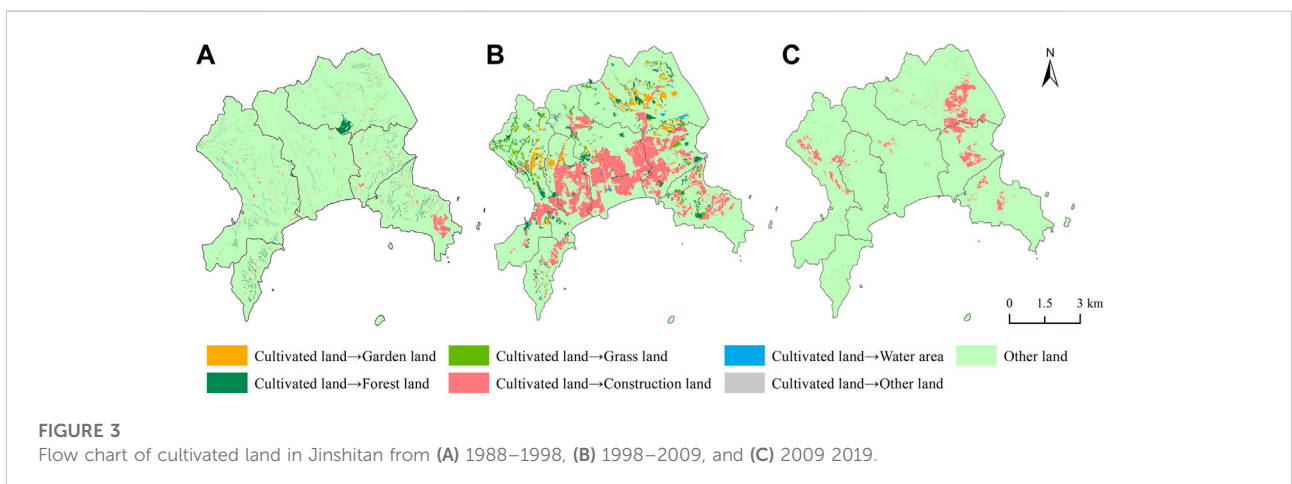 A
B
C
N
0 1.5 3 km
Cultivated land→Garden land Cultivated land→Grass land Cultivated land→Water area Other land
Cultivated land→Forest land Cultivated land→Construction land Cultivated land→Other land
FIGURE 3
Flow chart of cultivated land in Jinshitan from (A) 1988–1998, (B) 1998–2009, and (C) 2009 2019.